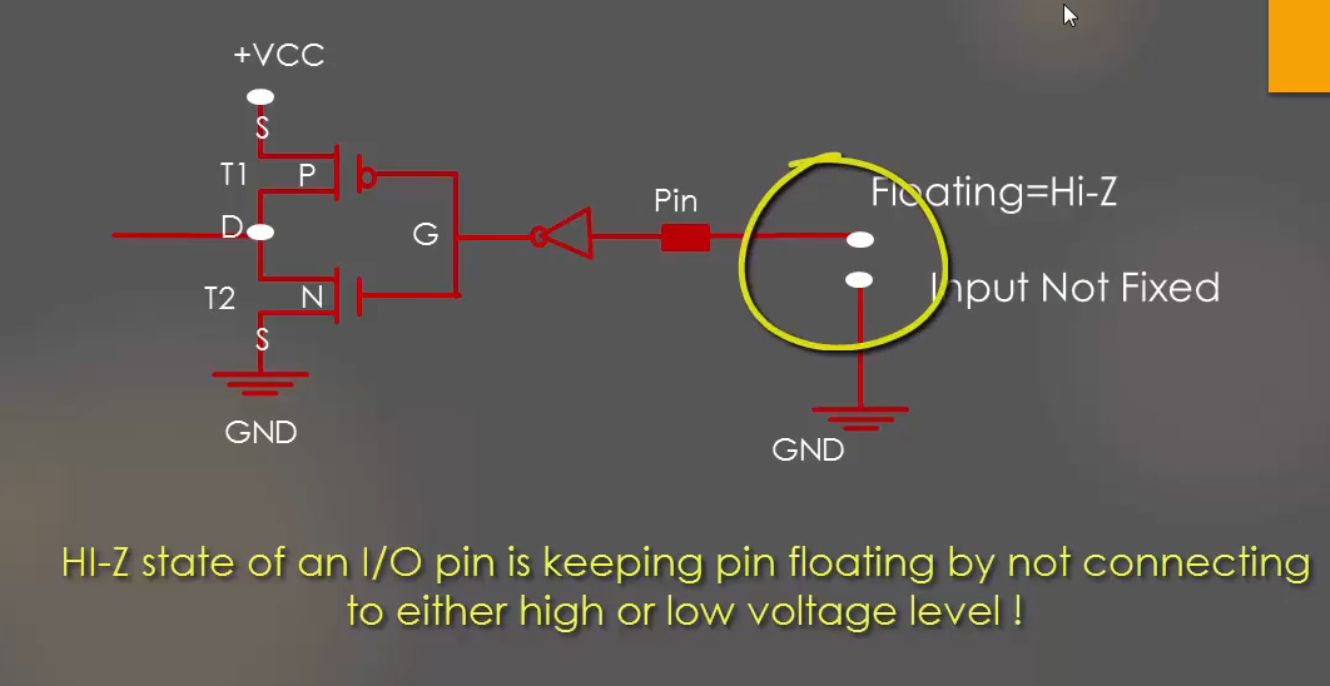 +VCC
S
T1
P
Pin
Floating=Hi-Z
D
G
Input Not Fixed
T2
N
S
GND
GND
HI-Z state of an I/O pin is keeping pin floating by not connecting
to either high or low voltage level !